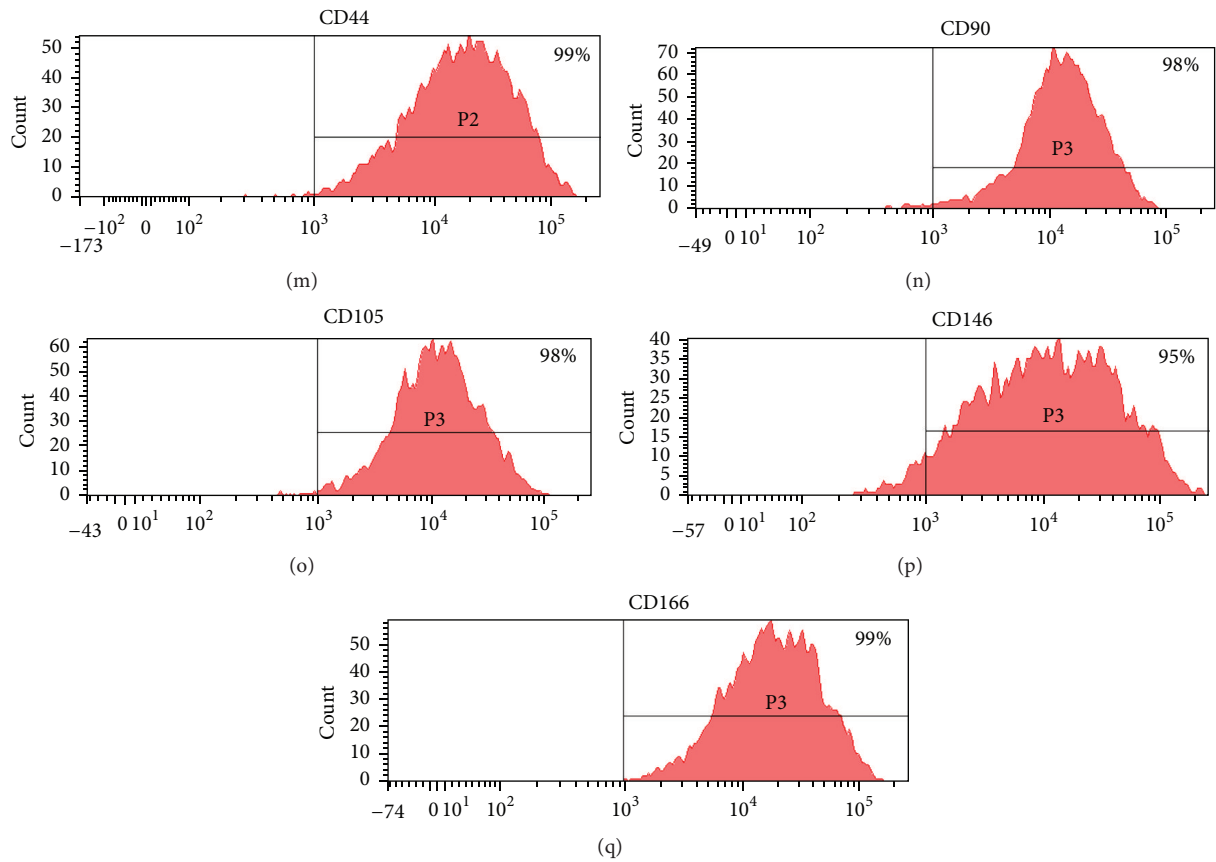 CD44
Count
50
40
30
20
10
0
99%
P2
−10² 0 10² 10³ 10⁴ 10⁵
−173
(m)
CD90
Count
70
60
50
40
30
20
10
0
98%
P3
−49 0 10¹ 10² 10³ 10⁴ 10⁵
(n)
CD105
Count
60
50
40
30
20
10
0
98%
P3
−43 0 10¹ 10² 10³ 10⁴ 10⁵
(o)
CD146
Count
40
35
30
25
20
15
10
5
0
95%
P3
−57 0 10¹ 10² 10³ 10⁴ 10⁵
(p)
CD166
Count
50
40
30
20
10
0
99%
P3
−74 0 10¹ 10² 10³ 10⁴ 10⁵
(q)